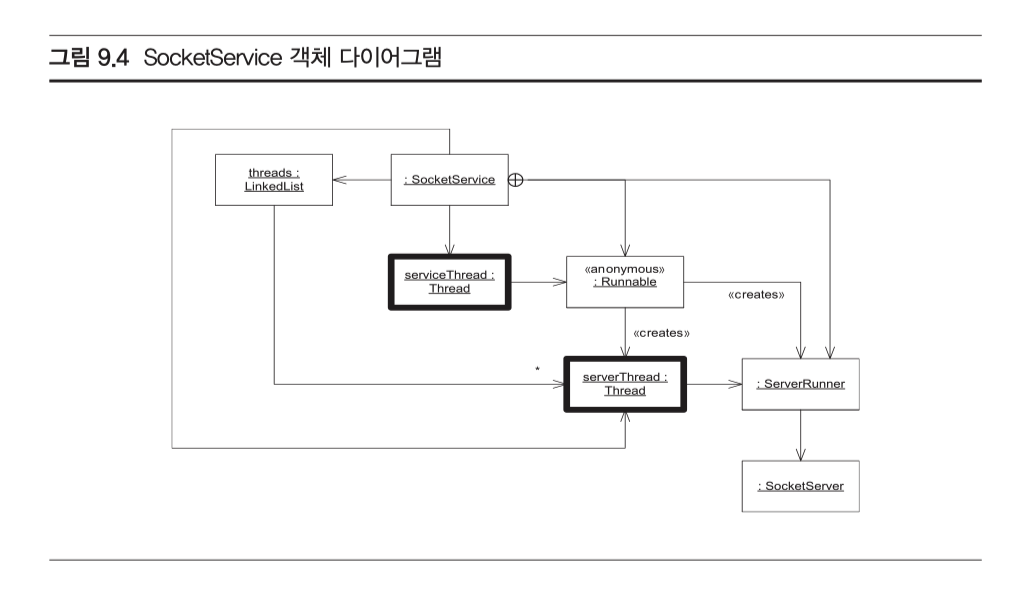 그림 9.4 SocketService 객체 다이어그램
threads :
LinkedList
: SocketService
serviceThread :
Thread
«anonymous»
: Runnable
«creates»
«creates»
*
serverThread :
Thread
: ServerRunner
: SocketServer